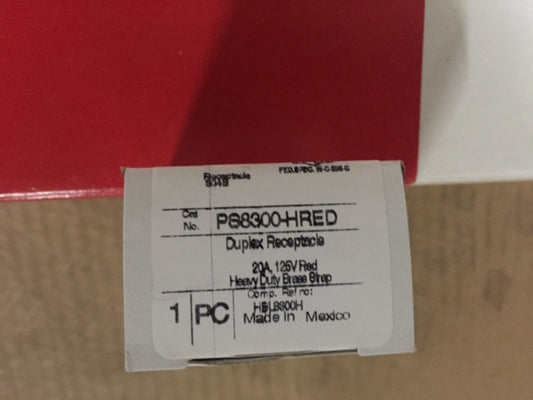 Receptacle
504B
FED.SPEC. W-C-596-G
Cat No. PS8300-HRED
Duplex Receptacle
20A, 125V Red
Heavy Duty Brass Strap
Comp. Ref no:
HBL8300H
1 PC Made in Mexico